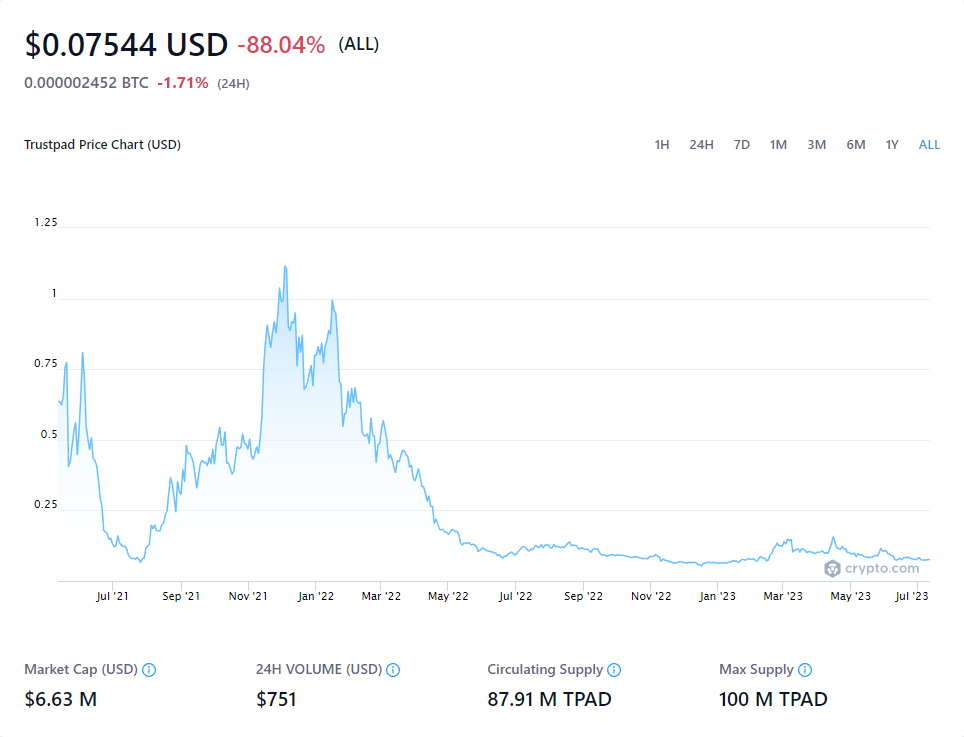 $0.07544 USD -88.04% (ALL)
0.000002452 BTC -1.71% (24H)
Trustpad Price Chart (USD) 1H 24H 7D 1M 3M 6M 1Y ALL
1.25
1
0.75
0.5
0.25
crypto.com
Jul '21 Sep '21 Nov '21 Jan '22 Mar '22 May '22 Jul '22 Sep '22 Nov '22 Jan '23 Mar '23 May '23 Jul '23
Market Cap (USD) 24H VOLUME (USD) Circulating Supply Max Supply
$6.63 M $751 87.91 M TPAD 100 M TPAD